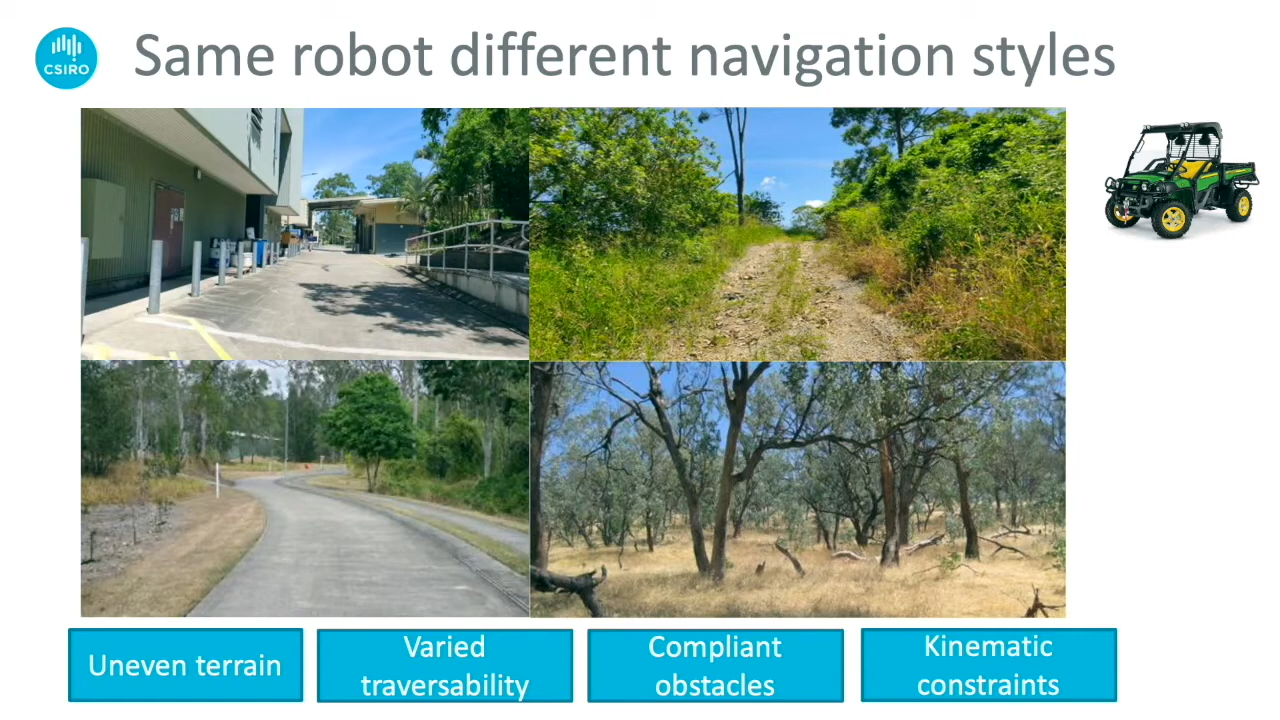 CSIRO
Same robot different navigation styles
Uneven terrain
Varied
traversability
Compliant
obstacles
Kinematic
constraints